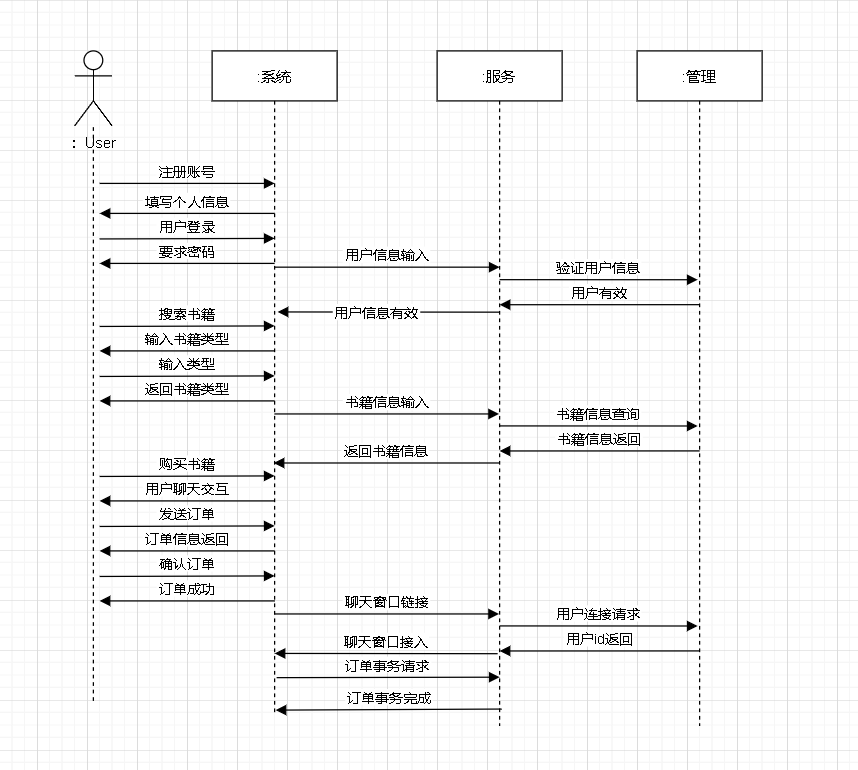 :系统
:服务
:管理
: User
注册账号
填写个人信息
用户登录
要求密码
用户信息输入
验证用户信息
用户有效
用户信息有效
搜索书籍
输入书籍类型
输入类型
返回书籍类型
书籍信息输入
书籍信息查询
书籍信息返回
返回书籍信息
购买书籍
用户聊天交互
发送订单
订单信息返回
确认订单
订单成功
聊天窗口链接
用户连接请求
用户id返回
聊天窗口接入
订单事务请求
订单事务完成